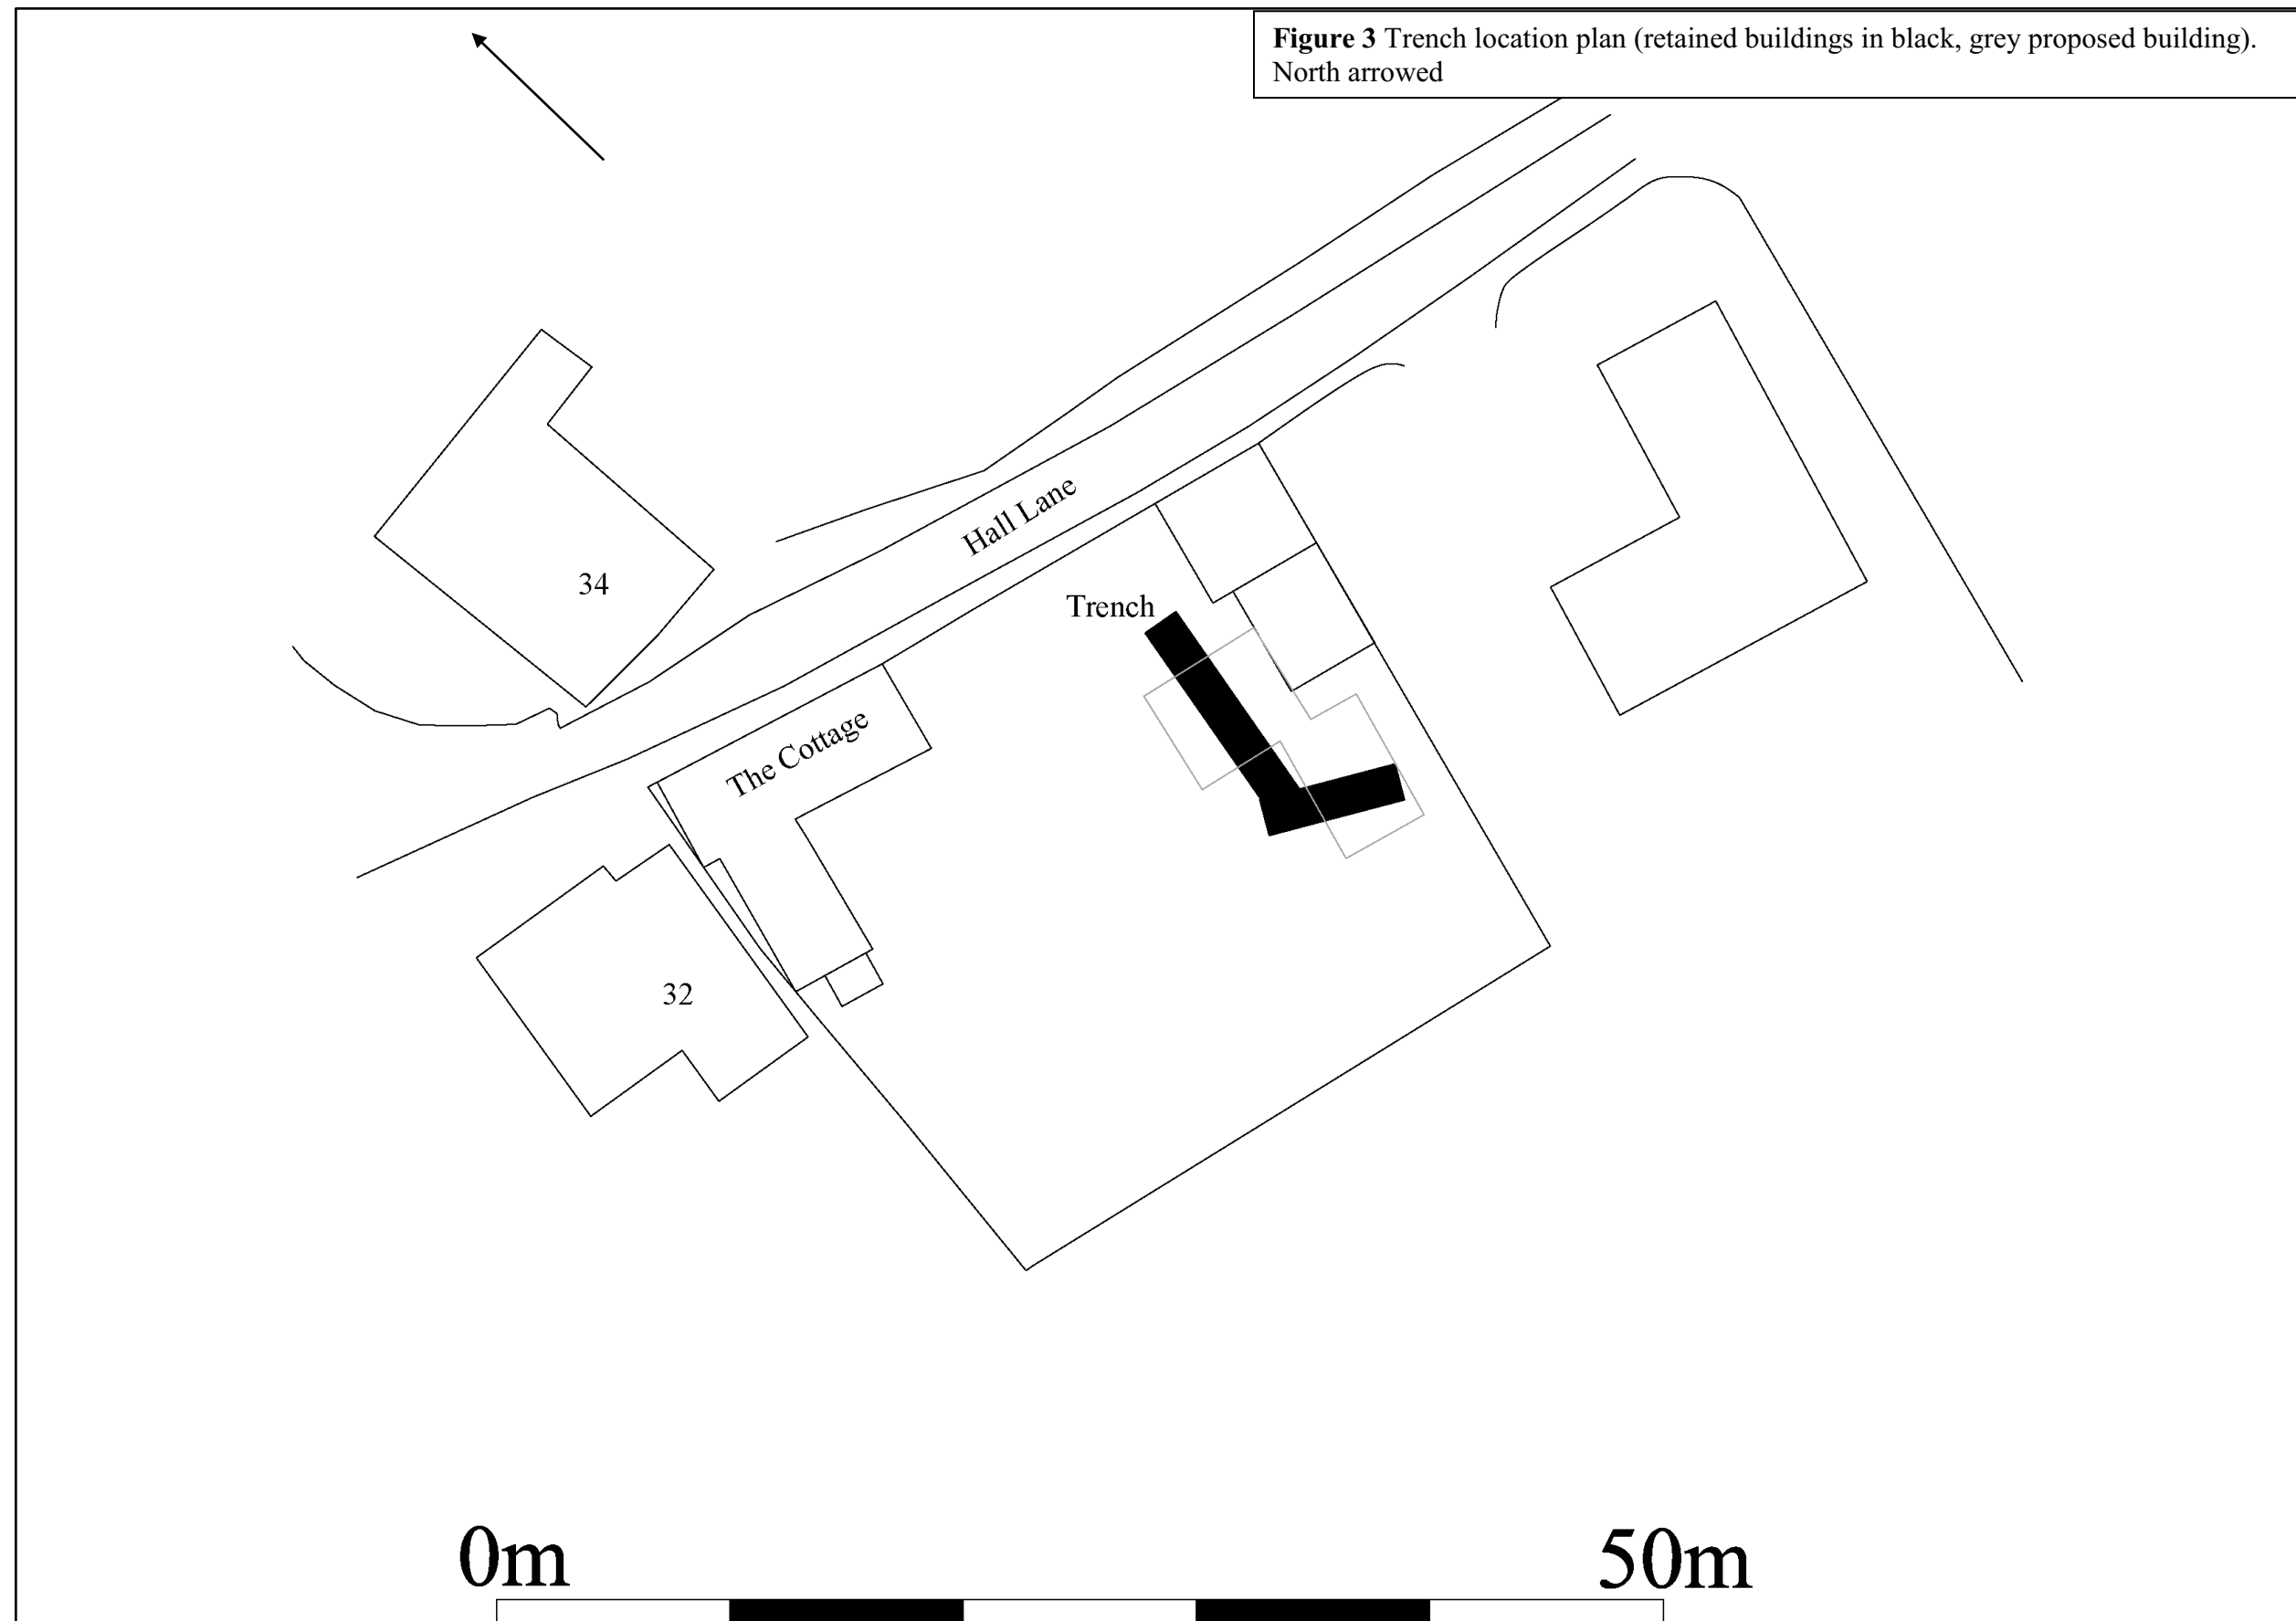 Figure 3 Trench location plan (retained buildings in black, grey proposed building).
North arrowed
Hall Lane
34
Trench
The Cottage
32
0m
50m